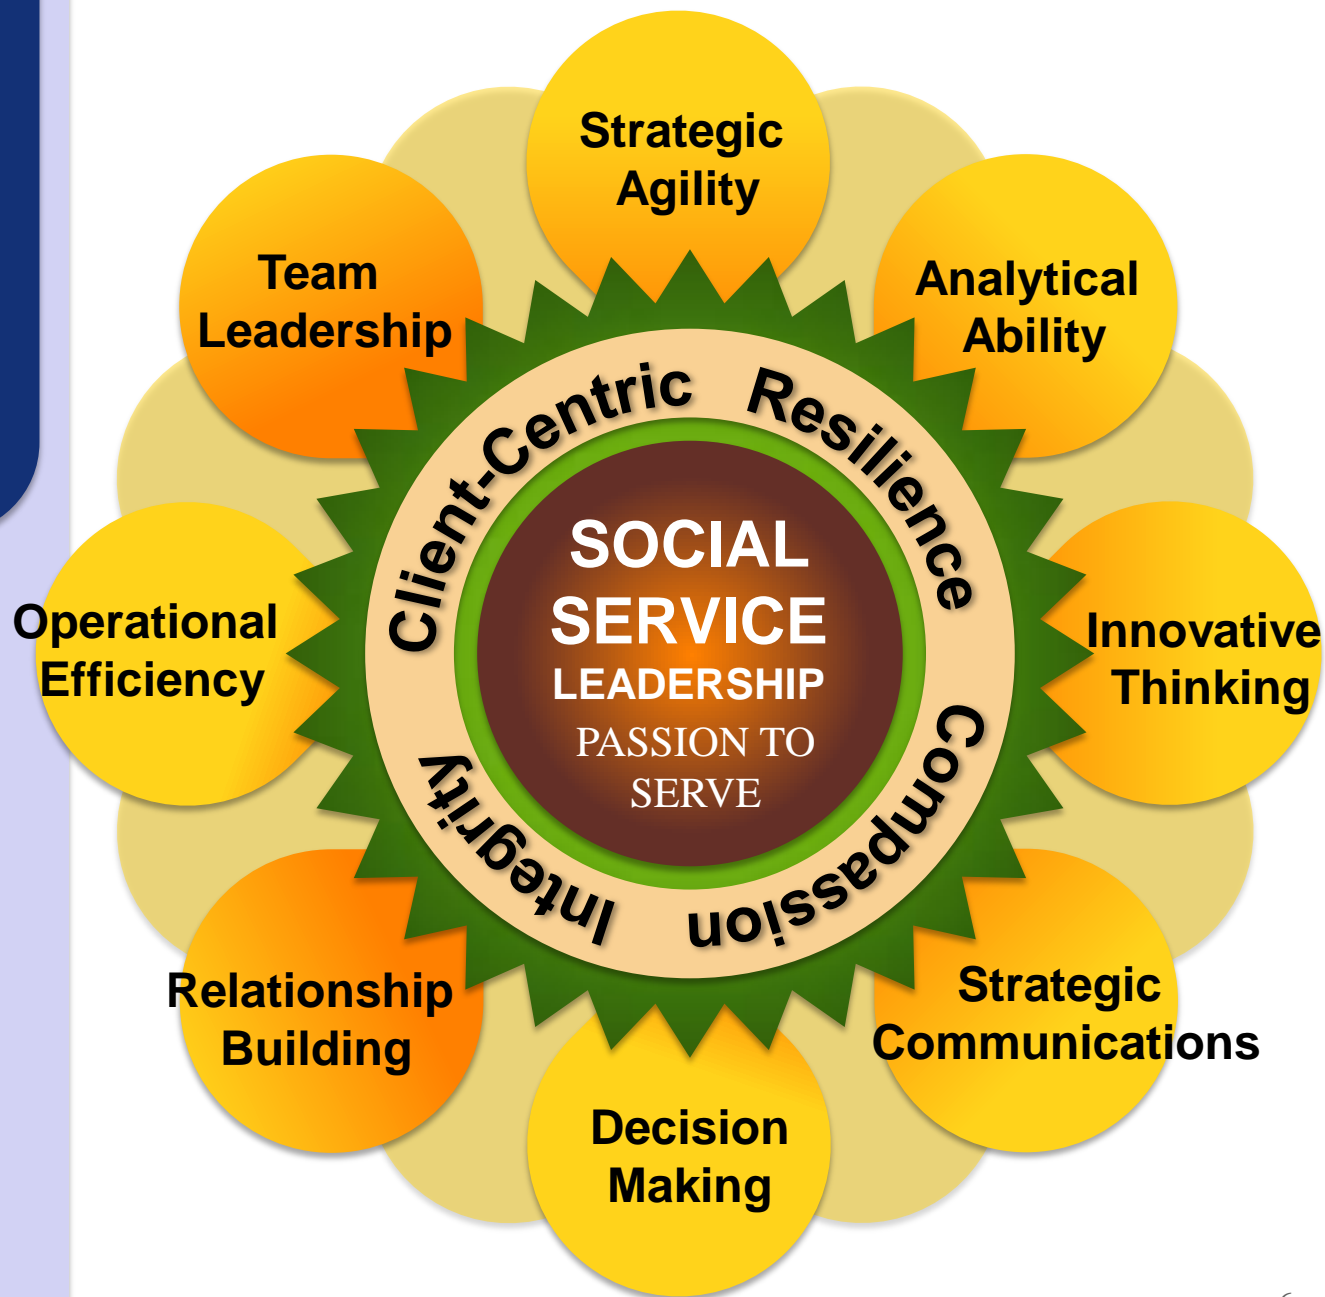 Strategic
Agility
Team
Leadership
Analytical
Ability
Client-Centric
Resilience
SOCIAL
SERVICE
LEADERSHIP
PASSION TO
SERVE
Operational
Efficiency
Innovative
Thinking
Integrity
Compassion
Relationship
Building
Strategic
Communications
Decision
Making